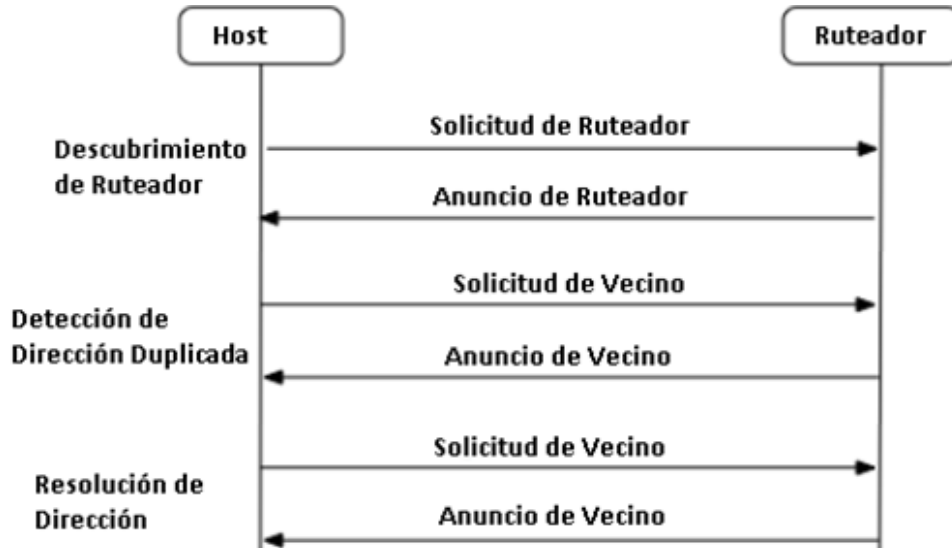 Host
Ruteador
Solicitud de Ruteador
Descubrimiento
de Ruteador
Anuncio de Ruteador
Solicitud de Vecino
Detección de
Dirección Duplicada
Anuncio de Vecino
Solicitud de Vecino
Resolución de
Dirección
Anuncio de Vecino